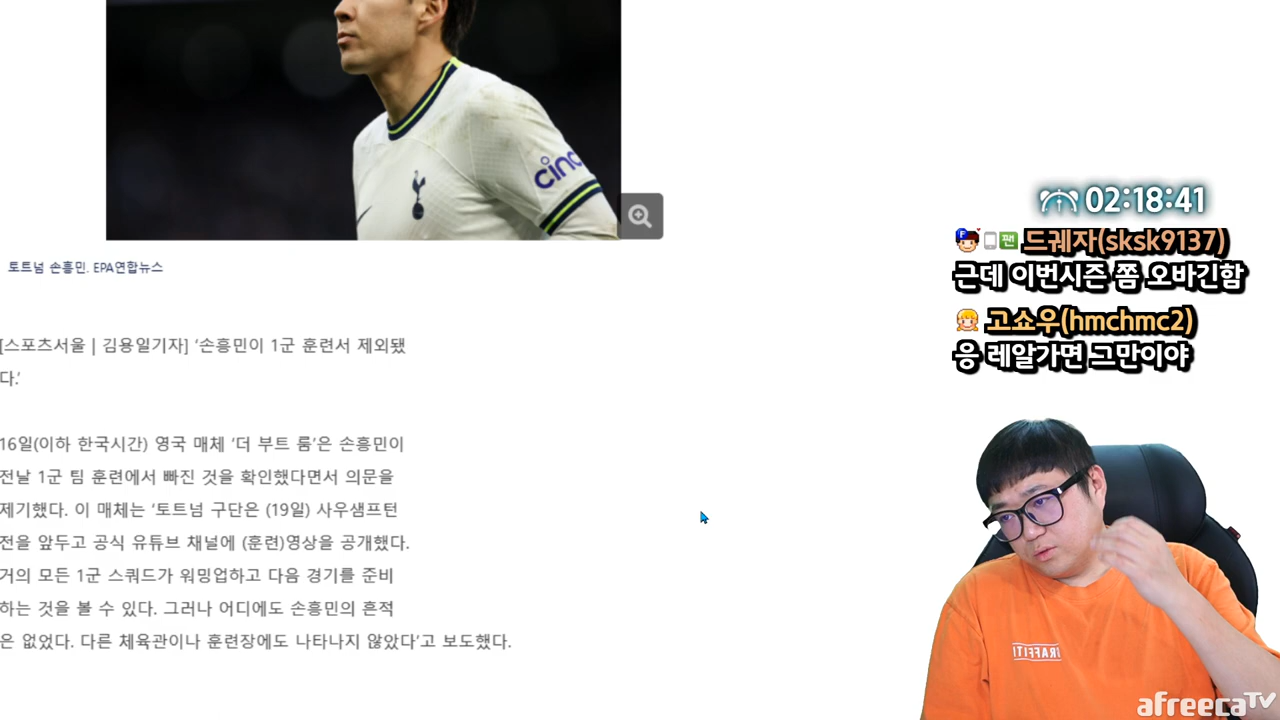 cinc
토트넘 손흥민. EPA연합뉴스
[스포츠서울 | 김용일기자] ‘손흥민이 1군 훈련서 제외됐
다.’
16일(이하 한국시간) 영국 매체 ‘더 부트 룸’은 손흥민이
전날 1군 팀 훈련에서 빠진 것을 확인했다면서 의문을
제기했다. 이 매체는 ‘토트넘 구단은 (19일) 사우샘프턴
전을 앞두고 공식 유튜브 채널에 (훈련)영상을 공개했다.
거의 모든 1군 스쿼드가 워밍업하고 다음 경기를 준비
하는 것을 볼 수 있다. 그러나 어디에도 손흥민의 흔적
은 없었다. 다른 체육관이나 훈련장에도 나타나지 않았다’고 보도했다.
02:18:41
F 팬 드퀘자(sksk9137)
근데 이번시즌 쫌 오바긴함
고쇼우(hmchmc2)
응 레알가면 그만이야
GRAFFITI
afreecaTV